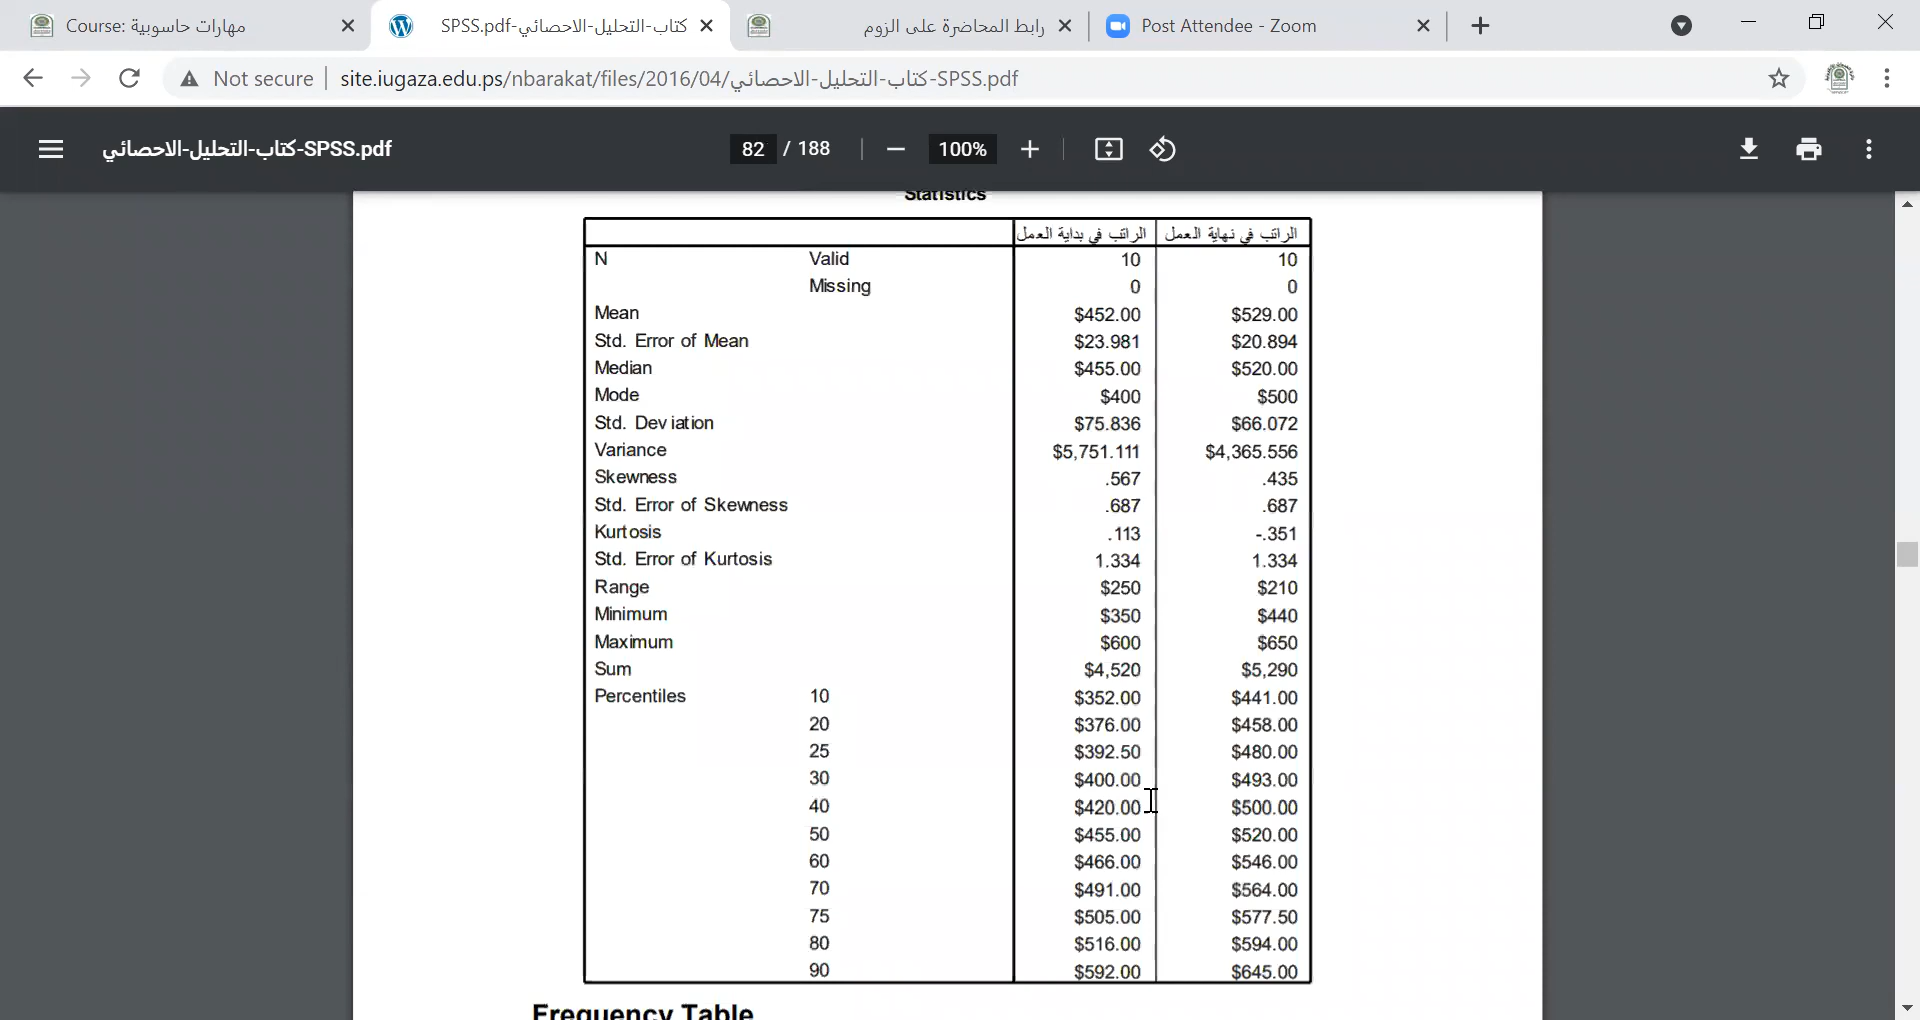 Course: مهارات حاسوبية
كتاب-التحليل-الاحصائي-SPSS.pdf
رابط المحاضرة على الزوم
Post Attendee - Zoom
Not secure
site.iugaza.edu.ps/nbarakat/files/2016/04/كتاب-التحليل-الاحصائي-SPSS.pdf
كتاب-التحليل-الاحصائي-SPSS.pdf
82 / 188
100%
Statistics
الراتب في بداية العمل الراتب في نهاية العمل
N Valid 10 10
Missing 0 0
Mean $452.00 $529.00
Std. Error of Mean $23.981 $20.894
Median $455.00 $520.00
Mode $400 $500
Std. Deviation $75.836 $66.072
Variance $5,751.111 $4,365.556
Skewness .567 .435
Std. Error of Skewness .687 .687
Kurtosis .113 -.351
Std. Error of Kurtosis 1.334 1.334
Range $250 $210
Minimum $350 $440
Maximum $600 $650
Sum $4,520 $5,290
Percentiles 10 $352.00 $441.00
20 $376.00 $458.00
25 $392.50 $480.00
30 $400.00 $493.00
40 $420.00 $500.00
50 $455.00 $520.00
60 $466.00 $546.00
70 $491.00 $564.00
75 $505.00 $577.50
80 $516.00 $594.00
90 $592.00 $645.00
Frequency Table